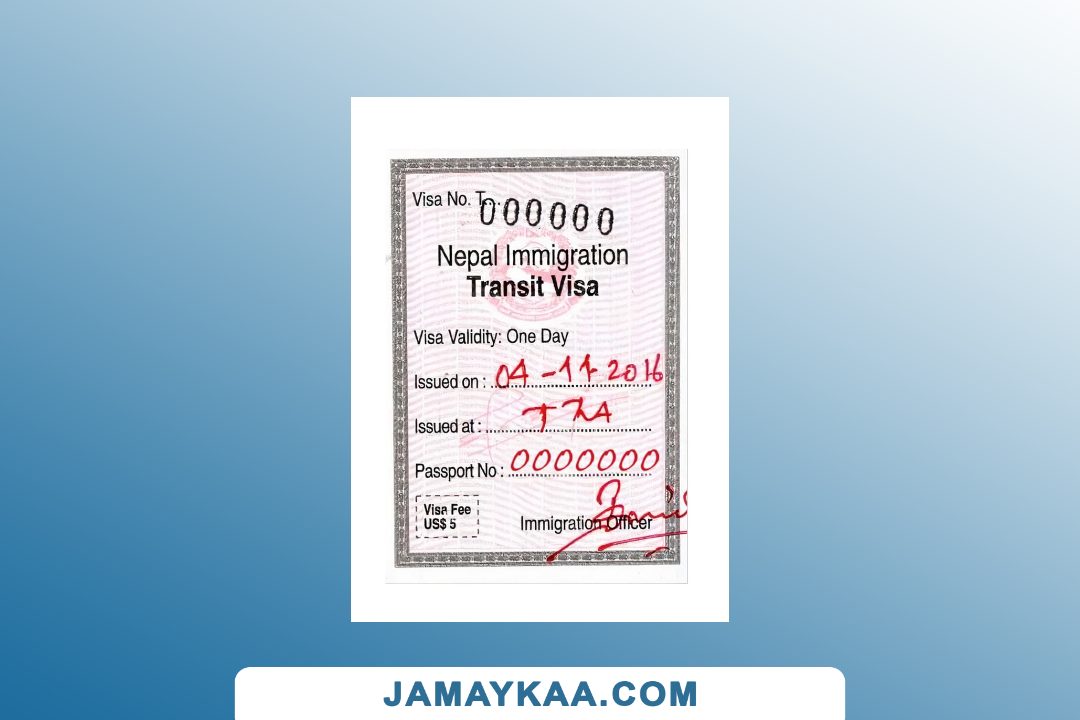 Visa No. T... 000000
Nepal Immigration
Transit Visa
Visa Validity: One Day
Issued on : 04-11-2016
Issued at : TIA
Passport No : 0000000
Visa Fee
US$ 5
Immigration Officer
JAMAYKAA.COM